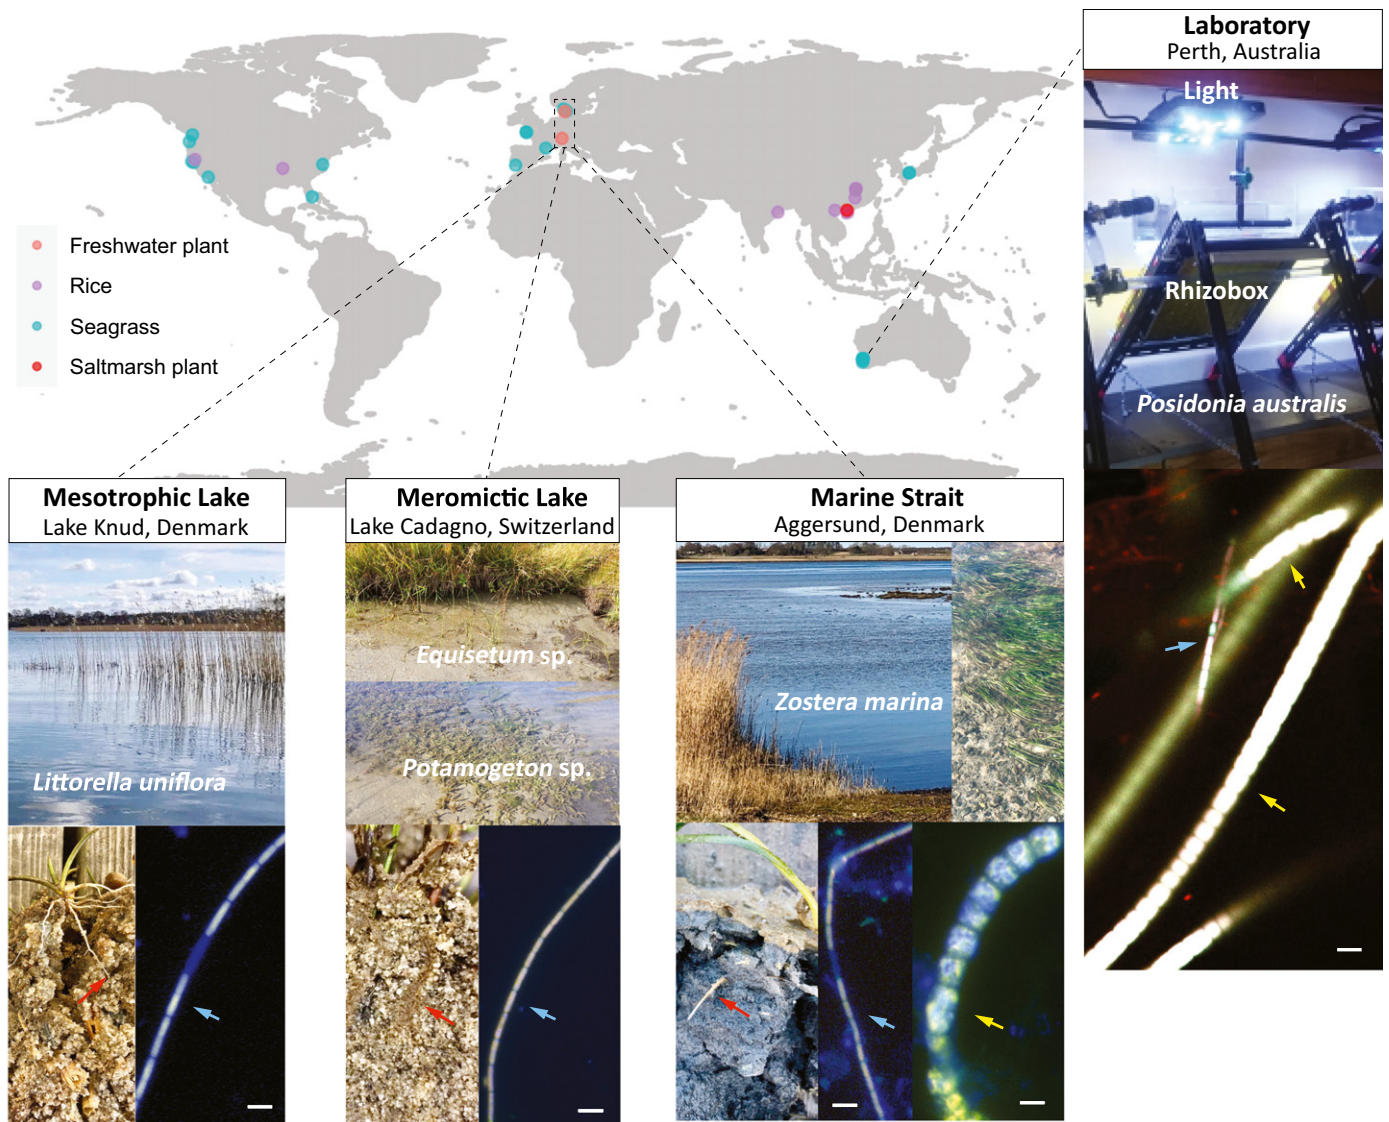 Laboratory
Perth, Australia
Light
Rhizobox
Posidonia australis
Freshwater plant
Rice
Seagrass
Saltmarsh plant
Mesotrophic Lake
Lake Knud, Denmark
Littorella uniflora
Meromictic Lake
Lake Cadagno, Switzerland
Equisetum sp.
Potamogeton sp.
Marine Strait
Aggersund, Denmark
Zostera marina